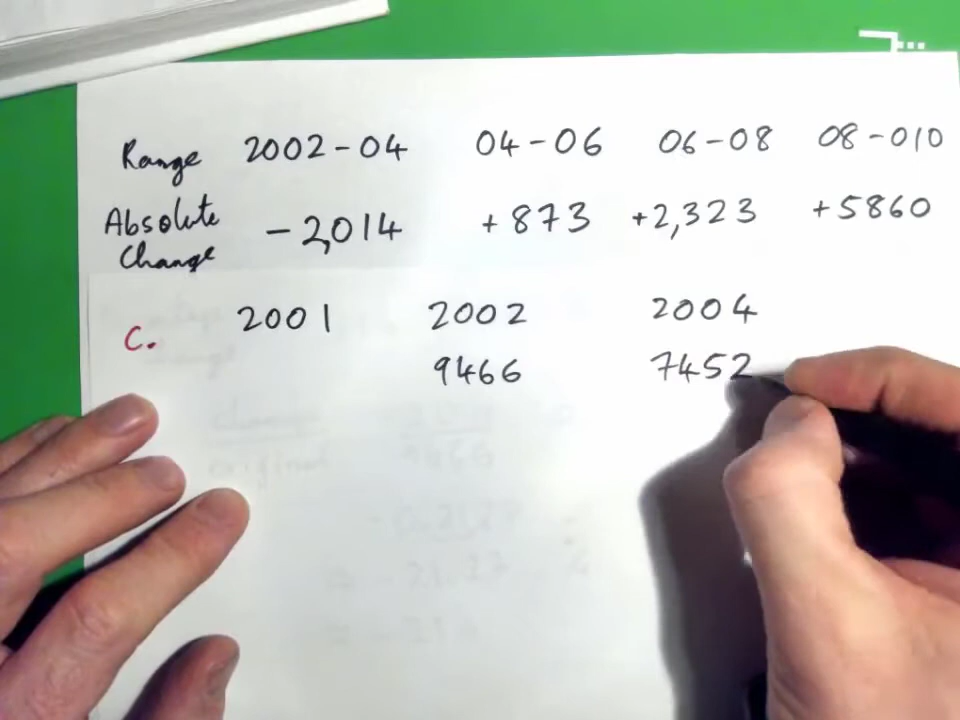 Range 2002-04 04-06 06-08 08-010
Absolute Change -2,014 +873 +2,323 +5860
C. 2001 2002 2004
9466 7452